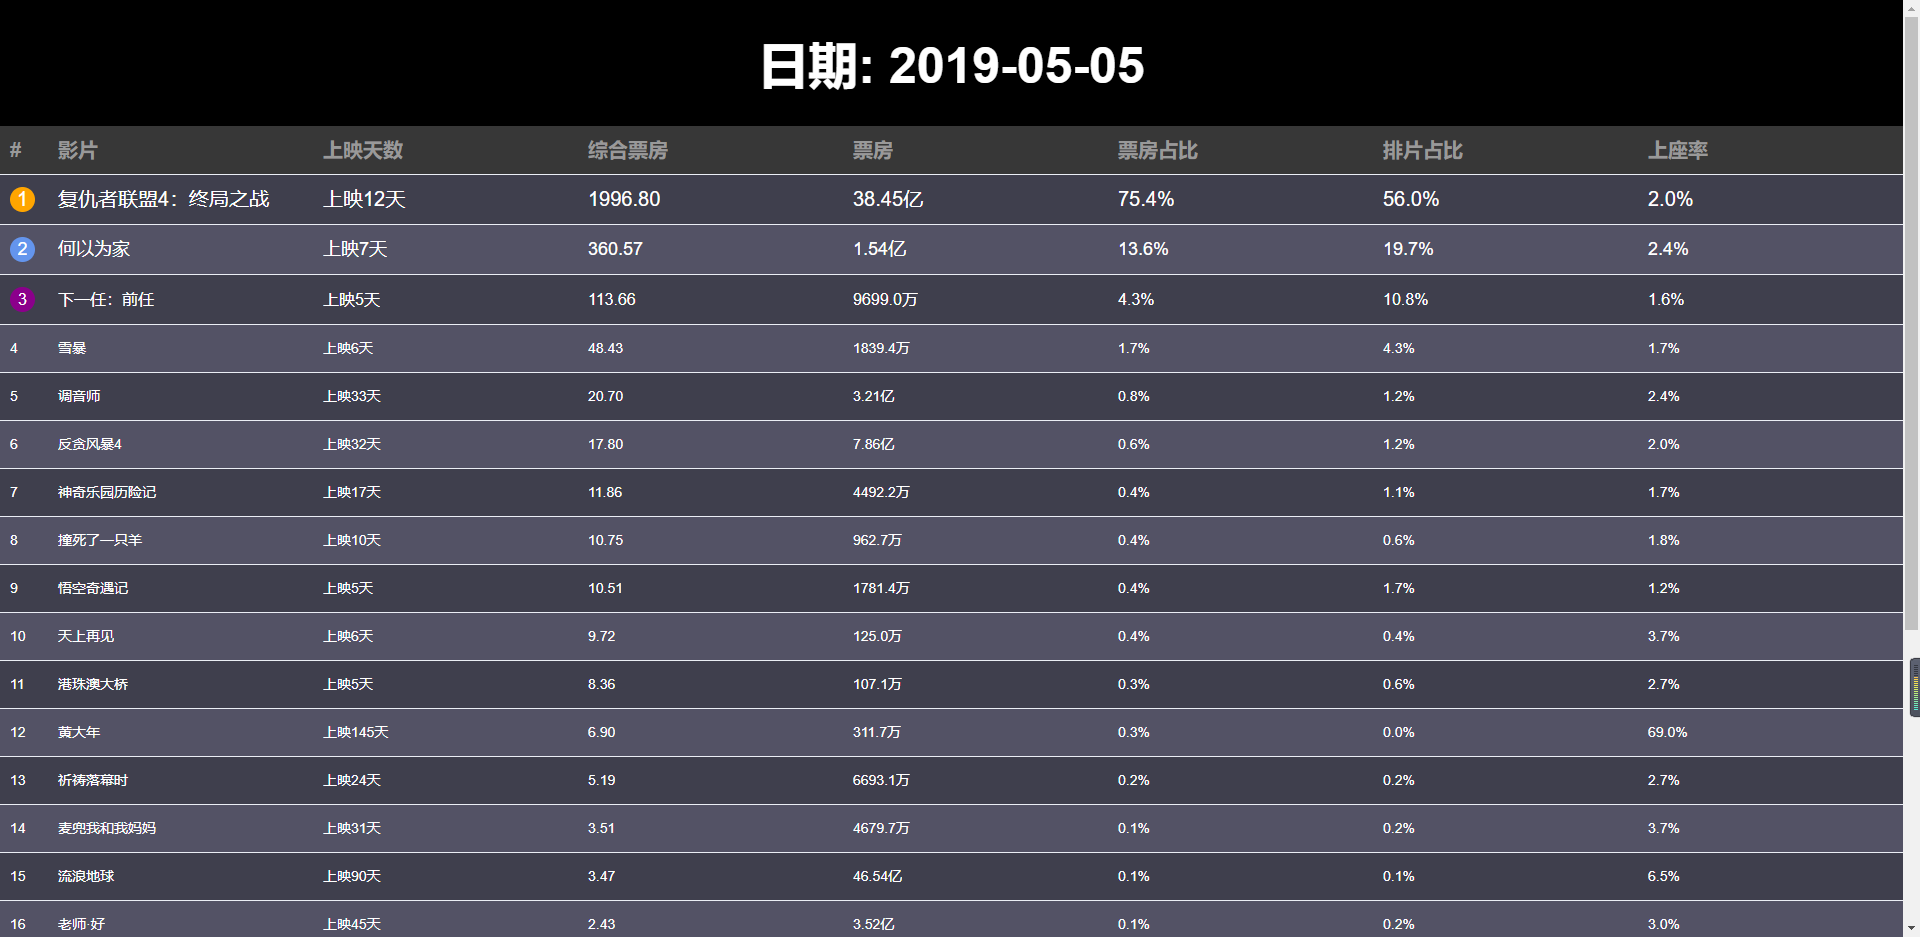 日期: 2019-05-05
# 影片 上映天数 综合票房 票房 票房占比 排片占比 上座率
1 复仇者联盟4：终局之战 上映12天 1996.80 38.45亿 75.4% 56.0% 2.0%
2 何以为家 上映7天 360.57 1.54亿 13.6% 19.7% 2.4%
3 下一任：前任 上映5天 113.66 9699.0万 4.3% 10.8% 1.6%
4 雪暴 上映6天 48.43 1839.4万 1.7% 4.3% 1.7%
5 调音师 上映33天 20.70 3.21亿 0.8% 1.2% 2.4%
6 反贪风暴4 上映32天 17.80 7.86亿 0.6% 1.2% 2.0%
7 神奇乐园历险记 上映17天 11.86 4492.2万 0.4% 1.1% 1.7%
8 撞死了一只羊 上映10天 10.75 962.7万 0.4% 0.6% 1.8%
9 悟空奇遇记 上映5天 10.51 1781.4万 0.4% 1.7% 1.2%
10 天上再见 上映6天 9.72 125.0万 0.4% 0.4% 3.7%
11 港珠澳大桥 上映5天 8.36 107.1万 0.3% 0.6% 2.7%
12 黄大年 上映145天 6.90 311.7万 0.3% 0.0% 69.0%
13 祈祷落幕时 上映24天 5.19 6693.1万 0.2% 0.2% 2.7%
14 麦兜我和我妈妈 上映31天 3.51 4679.7万 0.1% 0.2% 3.7%
15 流浪地球 上映90天 3.47 46.54亿 0.1% 0.1% 6.5%
16 老师·好 上映45天 2.43 3.52亿 0.1% 0.2% 3.0%